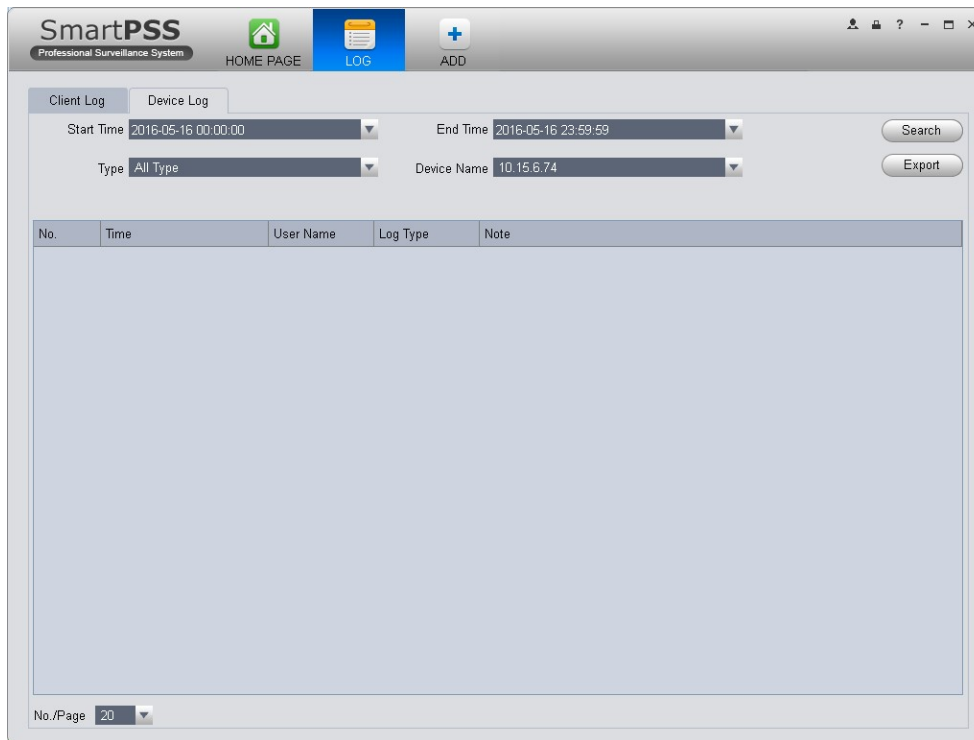 SmartPSS
Professional Surveillance System
HOME PAGE
LOG
ADD
?
Client Log Device Log
Start Time 2016-05-16 00:00:00 End Time 2016-05-16 23:59:59 Search
Type All Type Device Name 10.15.6.74 Export
No. Time User Name Log Type Note
No./Page 20